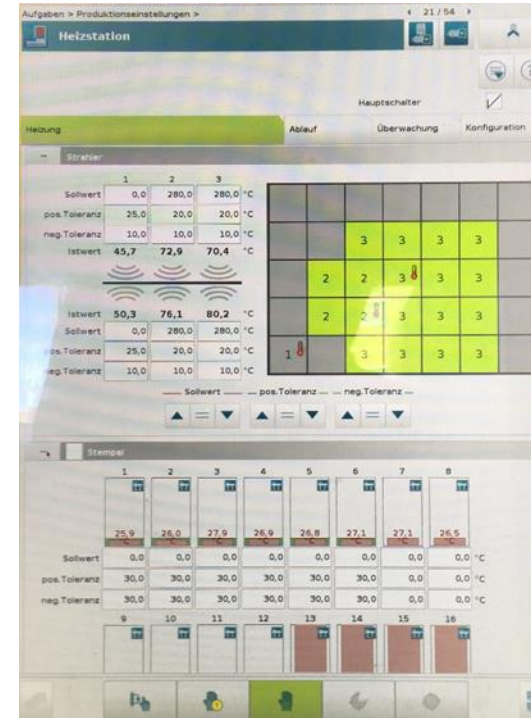 Aufgaben > Produktionseinstellungen >
21 / 54
Heizstation
Hauptschalter
Heizung
Ablauf
Überwachung
Konfiguration
Strahler
1 2 3
Sollwert 0,0 280,0 280,0 °C
pos.Toleranz 25,0 20,0 20,0 °C
neg.Toleranz 10,0 10,0 10,0 °C
Istwert 45,7 72,9 70,4 °C
3 3 3 3
2 2 3 3 3
2 2 3 3 3
1 3 3 3 3
Istwert 50,3 76,1 80,2 °C
Sollwert 0,0 280,0 280,0 °C
pos.Toleranz 25,0 20,0 20,0 °C
neg.Toleranz 10,0 10,0 10,0 °C
Sollwert pos.Toleranz neg.Toleranz
Stempel
1 2 3 4 5 6 7 8
25,9 26,0 27,9 26,9 26,8 27,1 27,1 26,5
Sollwert 0,0 0,0 0,0 0,0 0,0 0,0 0,0 0,0 °C
pos.Toleranz 30,0 30,0 30,0 30,0 30,0 30,0 0,0 0,0 °C
neg.Toleranz 30,0 30,0 30,0 30,0 30,0 30,0 0,0 0,0 °C
9 10 11 12 13 14 15 16